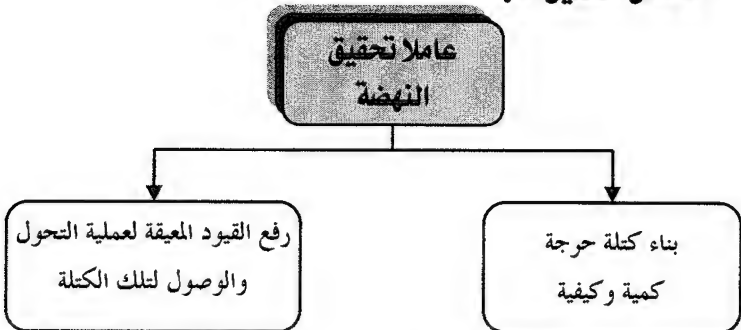 عاملا تحقيق
النهضة
بناء كتلة حرجة
كمية وكيفية
رفع القيود المعيقة لعملية التحول
والوصول لتلك الكتلة